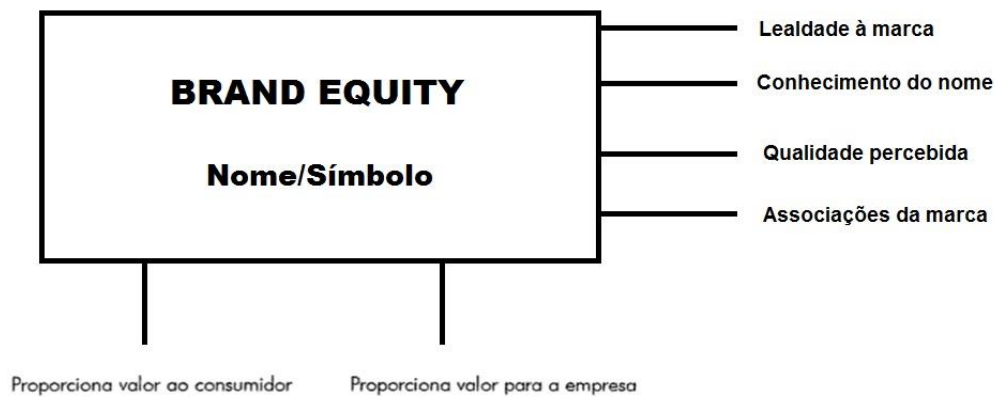 BRAND EQUITY
Nome/Símbolo
Lealdade à marca
Conhecimento do nome
Qualidade percebida
Associações da marca
Proporciona valor ao consumidor
Proporciona valor para a empresa